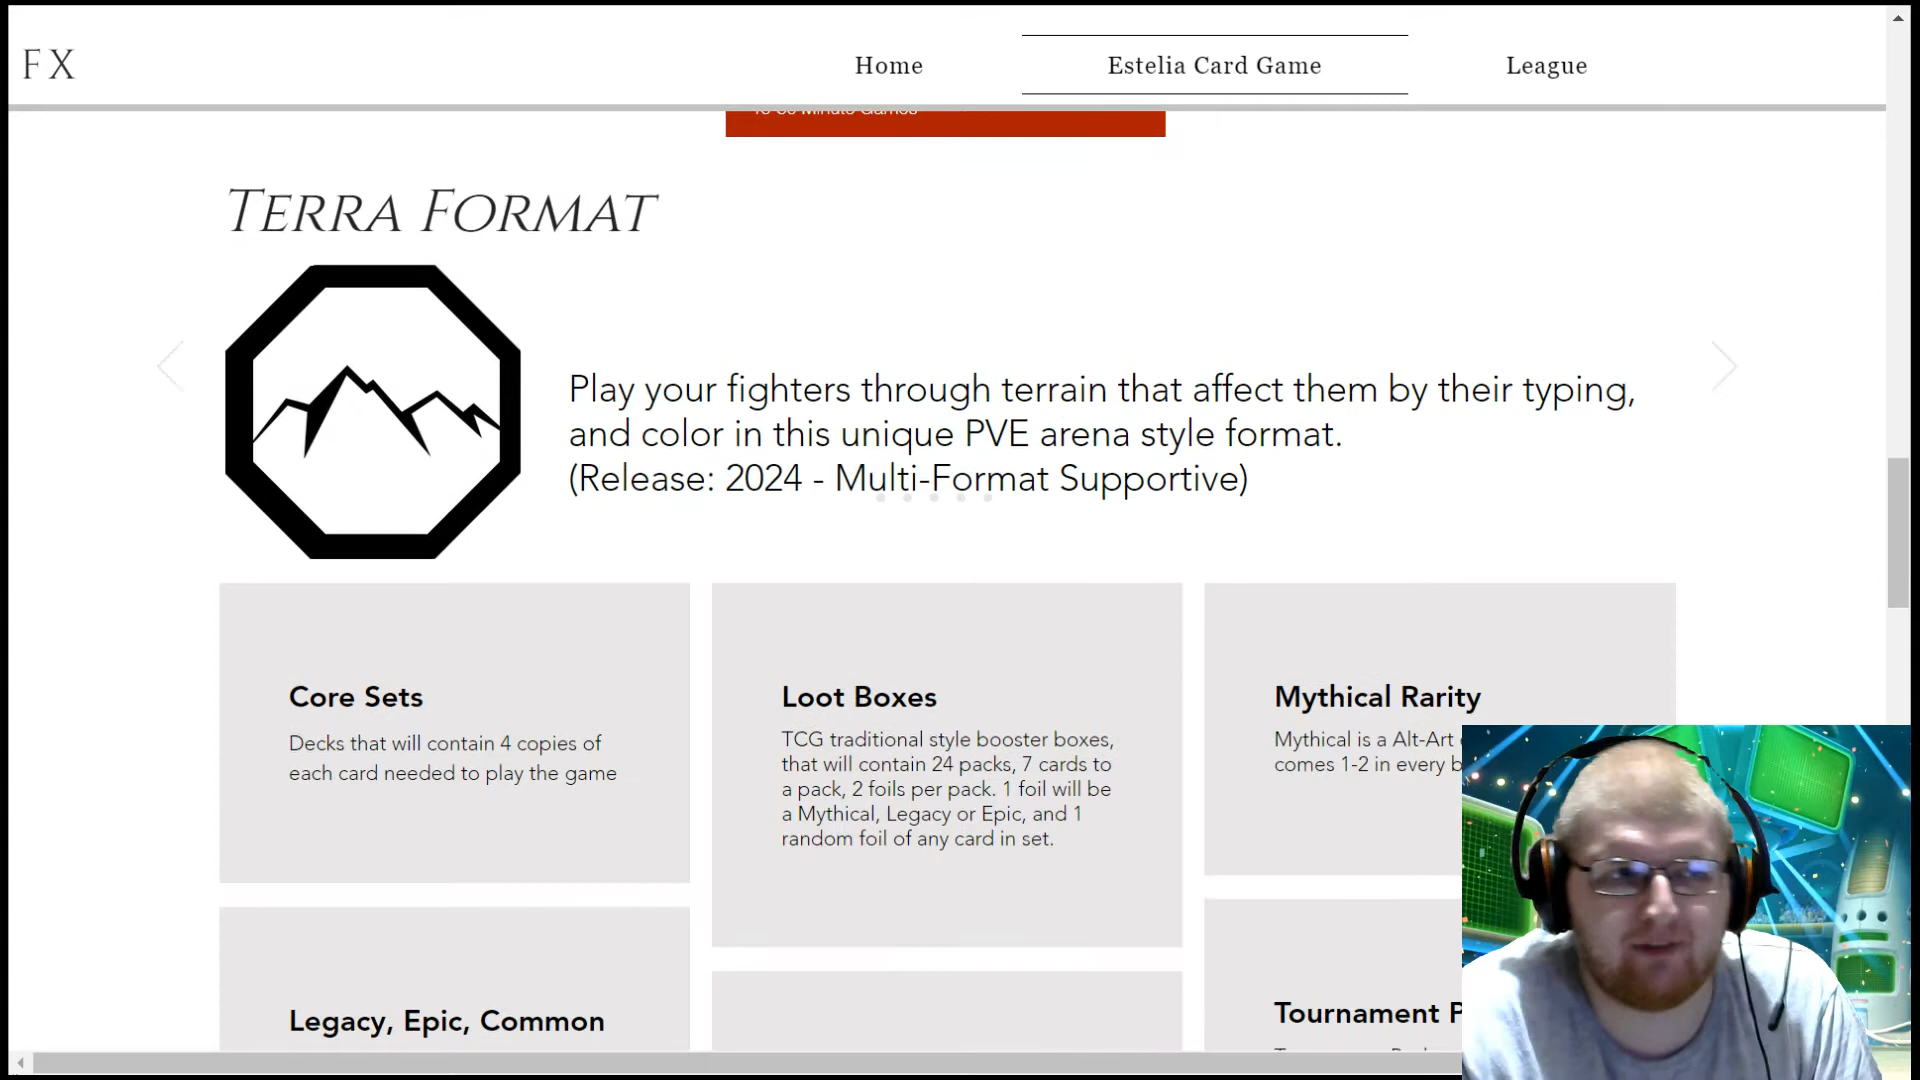 FX
Home
Estelia Card Game
League
Minute Games
TERRA FORMAT
Play your fighters through terrain that affect them by their typing,
and color in this unique PVE arena style format.
(Release: 2024 - Multi-Format Supportive)
Core Sets
Decks that will contain 4 copies of
each card needed to play the game
Loot Boxes
TCG traditional style booster boxes,
that will contain 24 packs, 7 cards to
a pack, 2 foils per pack. 1 foil will be
a Mythical, Legacy or Epic, and 1
random foil of any card in set.
Mythical Rarity
Mythical is a Alt-Art
comes 1-2 in every
Legacy, Epic, Common
Tournament